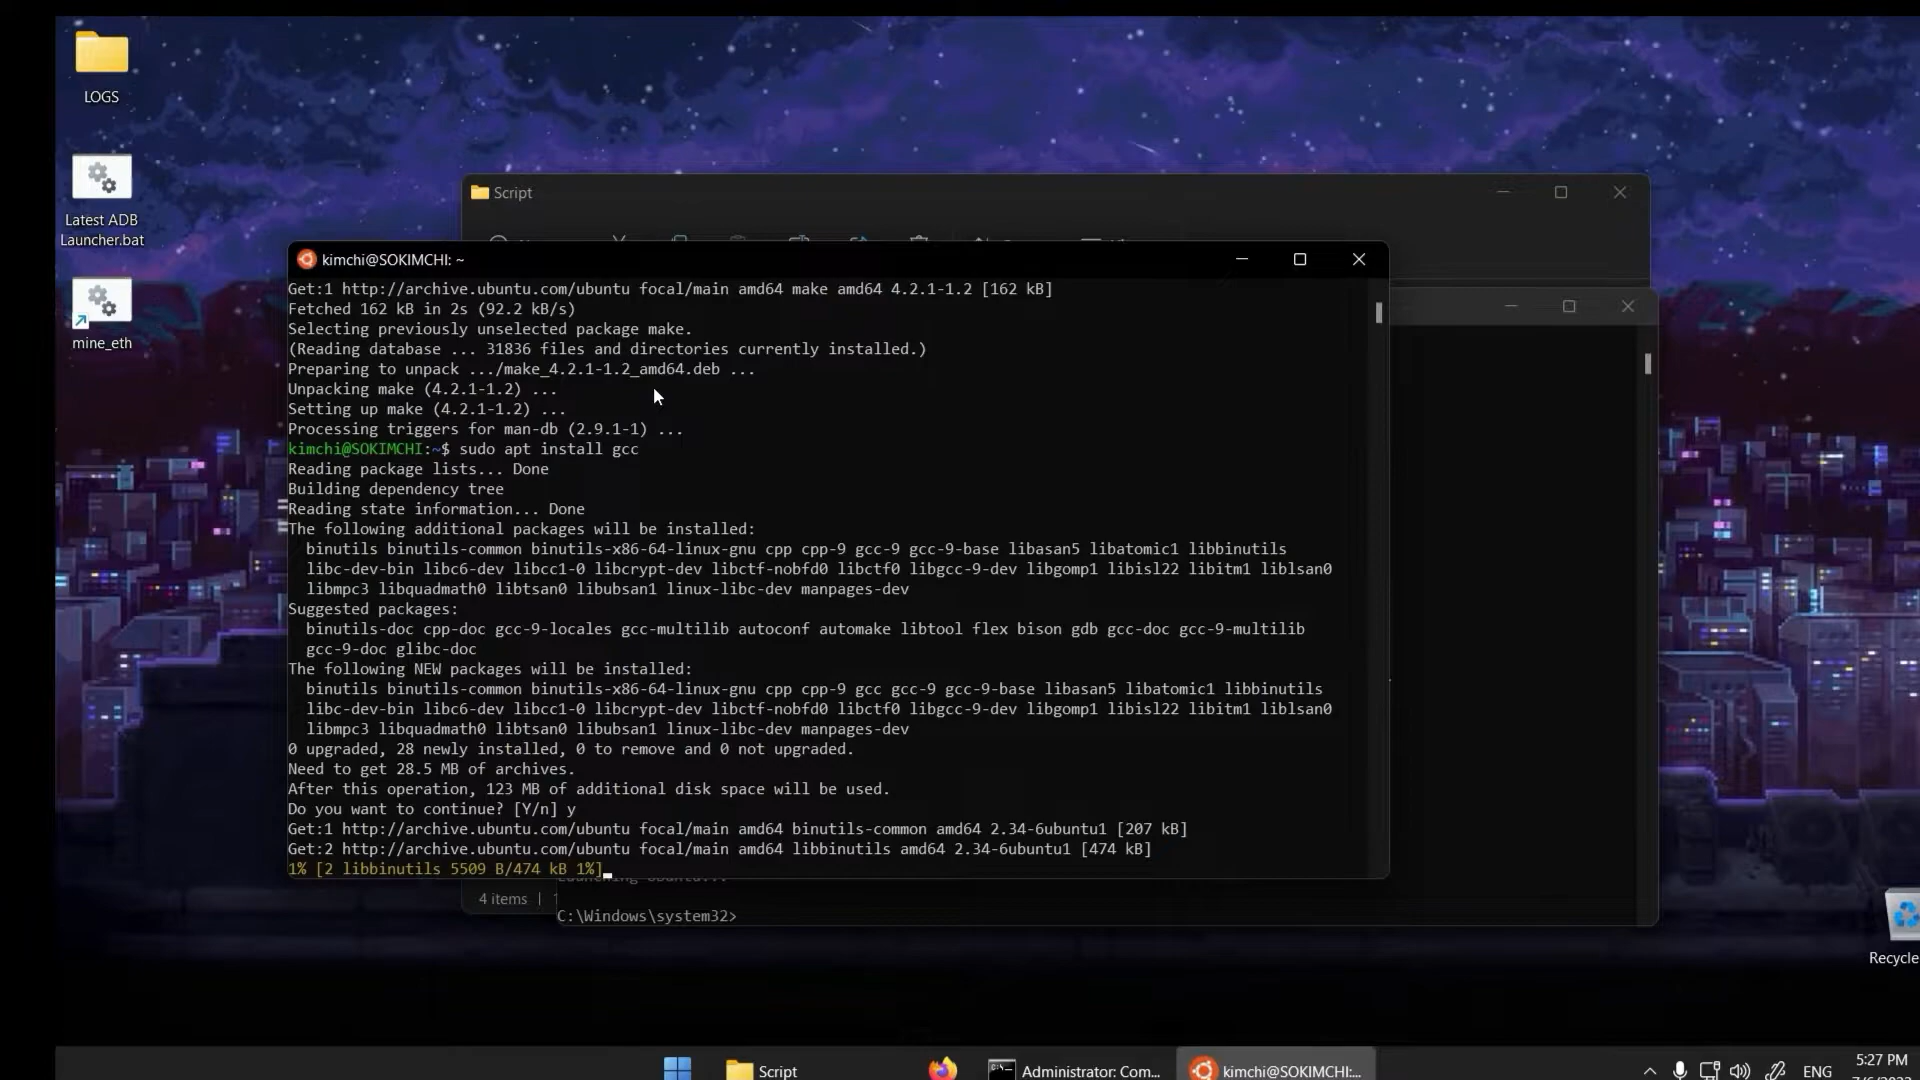 LOGS
Latest ADB
Launcher.bat
mine_eth
Script
kimchi@SOKIMCHI: ~
Get:1 http://archive.ubuntu.com/ubuntu focal/main amd64 make amd64 4.2.1-1.2 [162 kB]
Fetched 162 kB in 2s (92.2 kB/s)
Selecting previously unselected package make.
(Reading database ... 31836 files and directories currently installed.)
Preparing to unpack .../make_4.2.1-1.2_amd64.deb ...
Unpacking make (4.2.1-1.2) ...
Setting up make (4.2.1-1.2) ...
Processing triggers for man-db (2.9.1-1) ...
kimchi@SOKIMCHI:~$ sudo apt install gcc
Reading package lists... Done
Building dependency tree
Reading state information... Done
The following additional packages will be installed:
binutils binutils-common binutils-x86-64-linux-gnu cpp cpp-9 gcc-9 gcc-9-base libasan5 libatomic1 libbinutils
libc-dev-bin libc6-dev libcc1-0 libcrypt-dev libctf-nobfd0 libctf0 libgcc-9-dev libgomp1 libisl22 libitm1 liblsan0
libmpc3 libquadmath0 libtsan0 libubsan1 linux-libc-dev manpages-dev
Suggested packages:
binutils-doc cpp-doc gcc-9-locales gcc-multilib autoconf automake libtool flex bison gdb gcc-doc gcc-9-multilib
gcc-9-doc glibc-doc
The following NEW packages will be installed:
binutils binutils-common binutils-x86-64-linux-gnu cpp cpp-9 gcc gcc-9 gcc-9-base libasan5 libatomic1 libbinutils
libc-dev-bin libc6-dev libcc1-0 libcrypt-dev libctf-nobfd0 libctf0 libgcc-9-dev libgomp1 libisl22 libitm1 liblsan0
libmpc3 libquadmath0 libtsan0 libubsan1 linux-libc-dev manpages-dev
0 upgraded, 28 newly installed, 0 to remove and 0 not upgraded.
Need to get 28.5 MB of archives.
After this operation, 123 MB of additional disk space will be used.
Do you want to continue? [Y/n] y
Get:1 http://archive.ubuntu.com/ubuntu focal/main amd64 binutils-common amd64 2.34-6ubuntu1 [207 kB]
Get:2 http://archive.ubuntu.com/ubuntu focal/main amd64 libbinutils amd64 2.34-6ubuntu1 [474 kB]
1% [2 libbinutils 5509 B/474 kB 1%]
4 items
C:\Windows\system32>
Recycle
Script
Administrator: Com...
kimchi@SOKIMCHI:...
ENG
5:27 PM